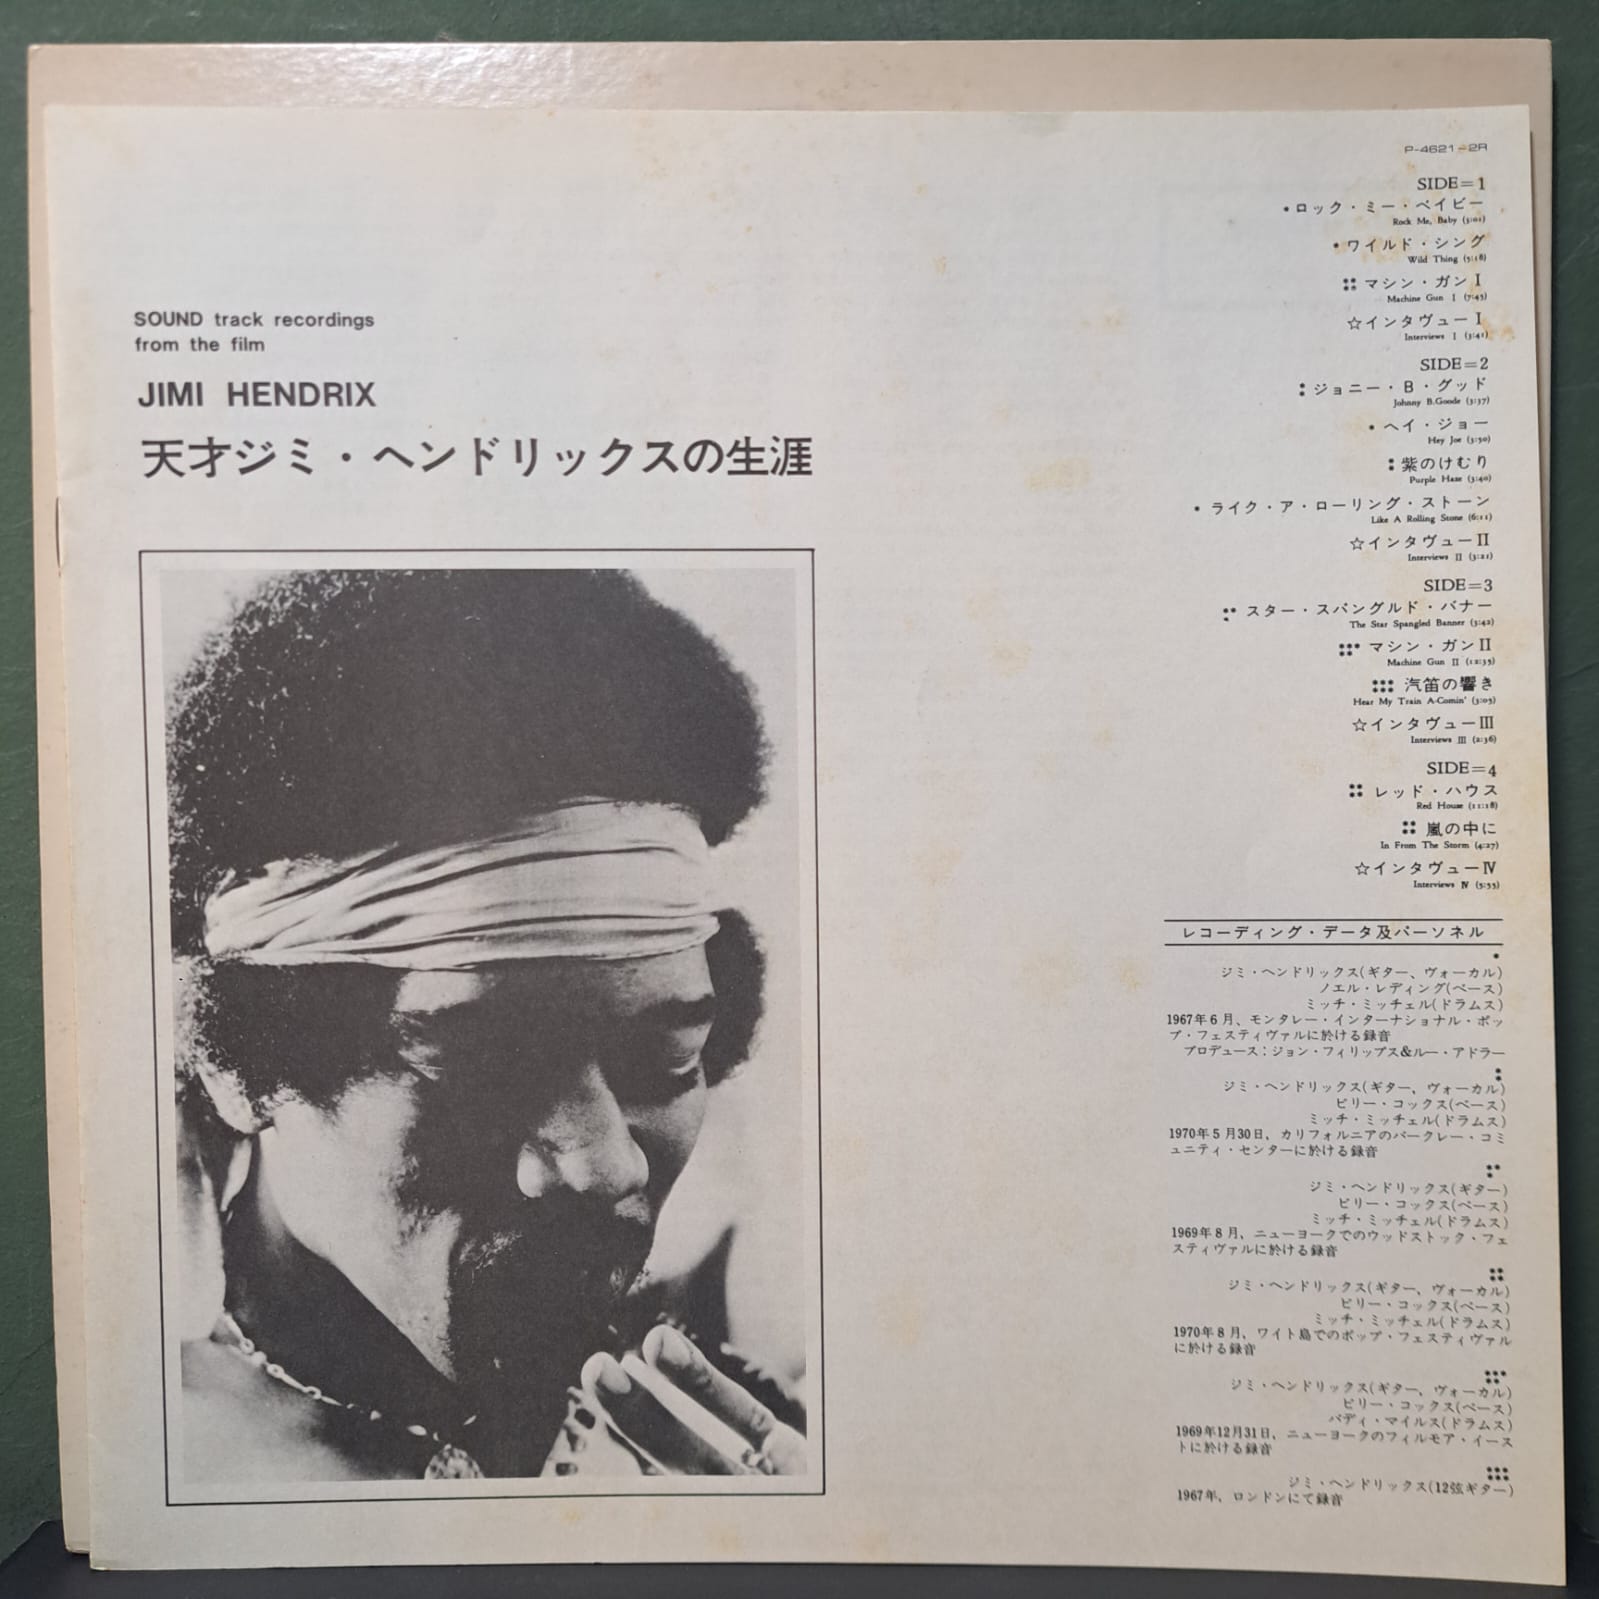 SOUND track recordings
from the film
JIMI HENDRIX
天才ジミ・ヘンドリックスの生涯
P-4621~2R
SIDE=1
•ロック・ミー・ベイビー
Rock Me, Baby (3:01)
•ワイルド・シング
Wild Thing (5:18)
マシン・ガンⅠ
Machine Gun Ⅰ (7:45)
☆インタヴューⅠ
Interviews Ⅰ (3:41)
SIDE=2
ジョニー・B・グッド
Johnny B.Goode (3:37)
•ヘイ・ジョー
Hey Joe (3:50)
紫のけむり
Purple Haze (3:40)
•ライク・ア・ローリング・ストーン
Like A Rolling Stone (6:11)
☆インタヴューⅡ
Interviews Ⅱ (3:21)
SIDE=3
スター・スパングルド・バナー
The Star Spangled Banner (3:42)
マシン・ガンⅡ
Machine Gun Ⅱ (12:35)
汽笛の響き
Hear My Train A-Comin' (3:05)
☆インタヴューⅢ
Interviews Ⅲ (2:36)
SIDE=4
レッド・ハウス
Red House (11:18)
嵐の中に
In From The Storm (4:27)
☆インタヴューⅣ
Interviews Ⅳ (5:55)
レコーディング・データ及パーソネル
•
ジミ・ヘンドリックス(ギター、ヴォーカル)
ノエル・レディング(ベース)
ミッチ・ミッチェル(ドラムス)
1967年6月、モンタレー・インターナショナル・ポッ
プ・フェスティヴァルに於ける録音
プロデュース:ジョン・フィリップス&ルー・アドラー
ジミ・ヘンドリックス(ギター、ヴォーカル)
ビリー・コックス(ベース)
ミッチ・ミッチェル(ドラムス)
1970年5月30日、カリフォルニアのバークレー・コミ
ュニティ・センターに於ける録音
ジミ・ヘンドリックス(ギター)
ビリー・コックス(ベース)
ミッチ・ミッチェル(ドラムス)
1969年8月、ニューヨークでのウッドストック・フェ
スティヴァルに於ける録音
ジミ・ヘンドリックス(ギター、ヴォーカル)
ビリー・コックス(ベース)
ミッチ・ミッチェル(ドラムス)
1970年8月、ワイト島でのポップ・フェスティヴァル
に於ける録音
ジミ・ヘンドリックス(ギター、ヴォーカル)
ビリー・コックス(ベース)
バディ・マイルス(ドラムス)
1969年12月31日、ニューヨークのフィルモア・イース
トに於ける録音
ジミ・ヘンドリックス(12弦ギター)
1967年、ロンドンにて録音